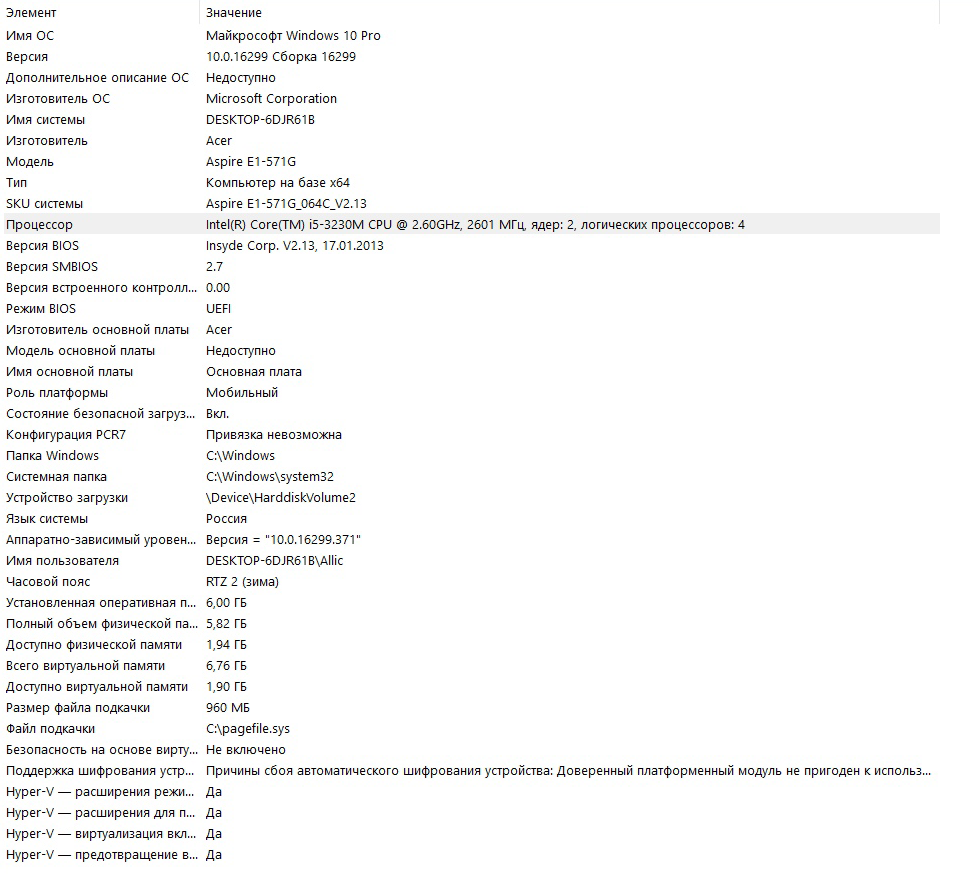 Элемент Значение
Имя ОС Майкрософт Windows 10 Pro
Версия 10.0.16299 Сборка 16299
Дополнительное описание ОС Недоступно
Изготовитель ОС Microsoft Corporation
Имя системы DESKTOP-6DJR61B
Изготовитель Acer
Модель Aspire E1-571G
Тип Компьютер на базе x64
SKU системы Aspire E1-571G_064C_V2.13
Процессор Intel(R) Core(TM) i5-3230M CPU @ 2.60GHz, 2601 МГц, ядер: 2, логических процессоров: 4
Версия BIOS Insyde Corp. V2.13, 17.01.2013
Версия SMBIOS 2.7
Версия встроенного контролл... 0.00
Режим BIOS UEFI
Изготовитель основной платы Acer
Модель основной платы Недоступно
Имя основной платы Основная плата
Роль платформы Мобильный
Состояние безопасной загруз... Вкл.
Конфигурация PCR7 Привязка невозможна
Папка Windows C:\Windows
Системная папка C:\Windows\system32
Устройство загрузки \Device\HarddiskVolume2
Язык системы Россия
Аппаратно-зависимый уровен... Версия = "10.0.16299.371"
Имя пользователя DESKTOP-6DJR61B\Allic
Часовой пояс RTZ 2 (зима)
Установленная оперативная п... 6,00 ГБ
Полный объем физической па... 5,82 ГБ
Доступно физической памяти 1,94 ГБ
Всего виртуальной памяти 6,76 ГБ
Доступно виртуальной памяти 1,90 ГБ
Размер файла подкачки 960 МБ
Файл подкачки C:\pagefile.sys
Безопасность на основе вирту... Не включено
Поддержка шифрования устр... Причины сбоя автоматического шифрования устройства: Доверенный платформенный модуль не пригоден к использ...
Hyper-V — расширения режи... Да
Hyper-V — расширения для п... Да
Hyper-V — виртуализация вкл... Да
Hyper-V — предотвращение в... Да